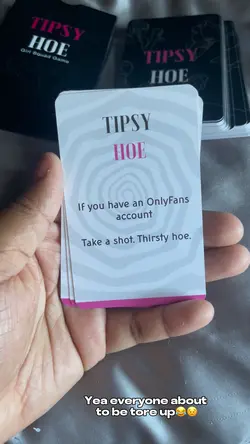 TIPSY
HOE
Girl Squad Game
TIPSY
HOE
TIPSY
HOE
If you have an OnlyFans
account
Take a shot. Thirsty hoe.
Yea everyone about
to be tore up😂😣